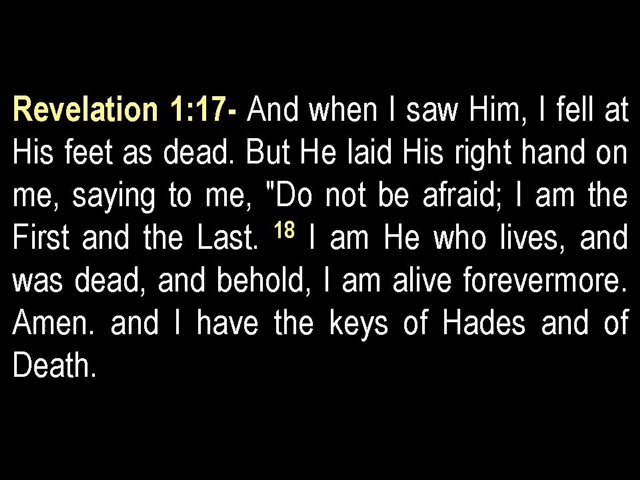 Revelation 1:17- And when I saw Him, I fell at
His feet as dead. But He laid His right hand on
me, saying to me, "Do not be afraid; I am the
First and the Last. 18 I am He who lives, and
was dead, and behold, I am alive forevermore.
Amen. and I have the keys of Hades and of
Death.